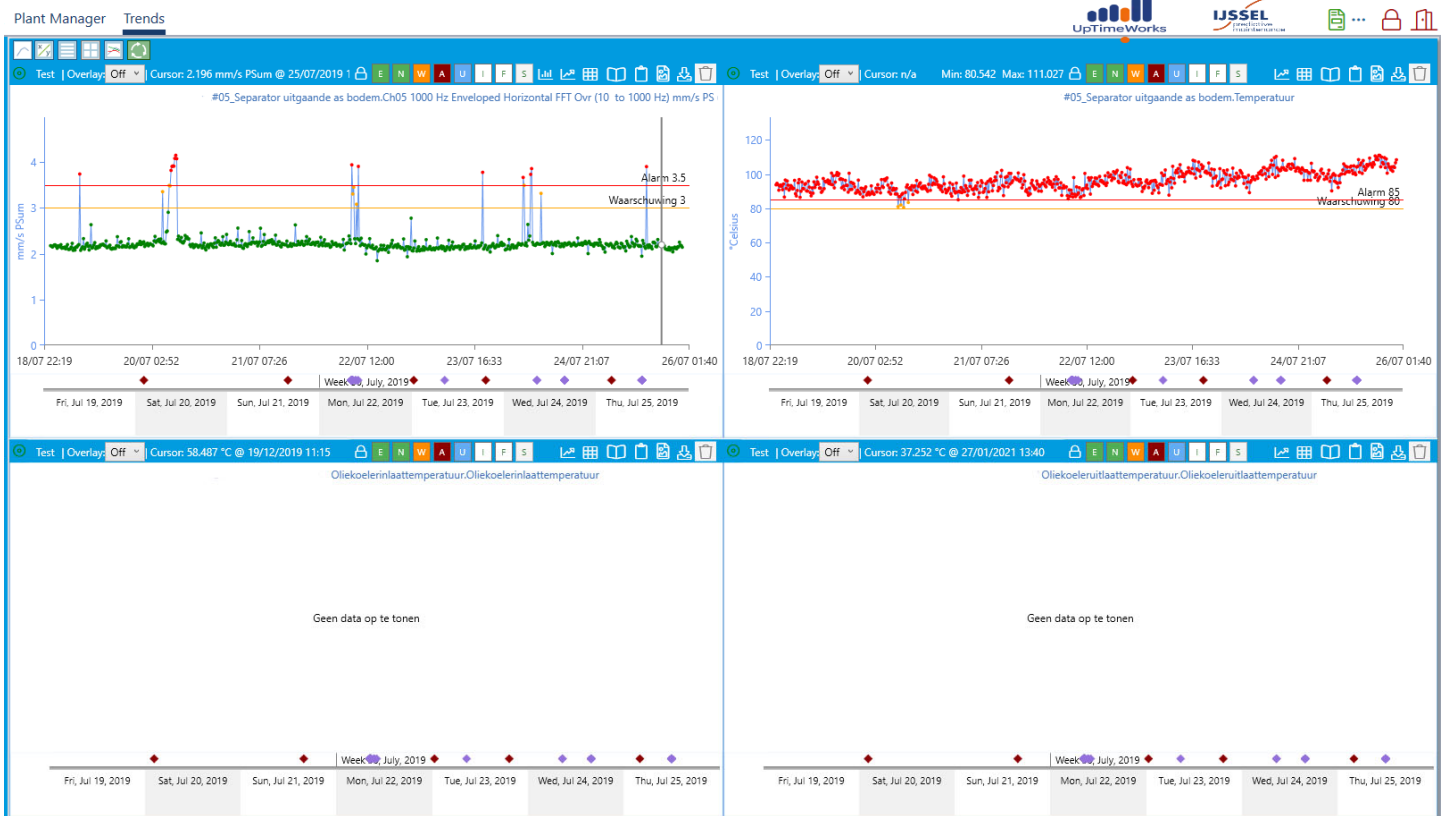 Plant Manager Trends
UpTimeWorks
IJSSEL
predictive
maintenance
Test | Overlay: Off | Cursor: 2.196 mm/s PSum @ 25/07/2019 1 E N W A U I F S
#05_Separator uitgaande as bodem.Ch05 1000 Hz Enveloped Horizontal FFT Ovr (10 to 1000 Hz) mm/s PS
mm/s PSum
4
3
2
1
0
Alarm 3.5
Waarschuwing 3
18/07 22:19 20/07 02:52 21/07 07:26 22/07 12:00 23/07 16:33 24/07 21:07 26/07 01:40
Week 30, July, 2019
Fri, Jul 19, 2019 Sat, Jul 20, 2019 Sun, Jul 21, 2019 Mon, Jul 22, 2019 Tue, Jul 23, 2019 Wed, Jul 24, 2019 Thu, Jul 25, 2019
Test | Overlay: Off | Cursor: n/a Min: 80.542 Max: 111.027 E N W A U I F S
#05_Separator uitgaande as bodem.Temperatuur
°Celsius
120
100
80
60
40
20
0
Alarm 85
Waarschuwing 80
18/07 22:19 20/07 02:52 21/07 07:26 22/07 12:00 23/07 16:33 24/07 21:07 26/07 01:40
Week 30, July, 2019
Fri, Jul 19, 2019 Sat, Jul 20, 2019 Sun, Jul 21, 2019 Mon, Jul 22, 2019 Tue, Jul 23, 2019 Wed, Jul 24, 2019 Thu, Jul 25, 2019
Test | Overlay: Off | Cursor: 58.487 °C @ 19/12/2019 11:15 E N W A U I F S
Oliekoelerinlaattemperatuur.Oliekoelerinlaattemperatuur
Geen data op te tonen
Week 30, July, 2019
Fri, Jul 19, 2019 Sat, Jul 20, 2019 Sun, Jul 21, 2019 Mon, Jul 22, 2019 Tue, Jul 23, 2019 Wed, Jul 24, 2019 Thu, Jul 25, 2019
Test | Overlay: Off | Cursor: 37.252 °C @ 27/01/2021 13:40 E N W A U I F S
Oliekoeleruitlaattemperatuur.Oliekoeleruitlaattemperatuur
Geen data op te tonen
Week 30, July, 2019
Fri, Jul 19, 2019 Sat, Jul 20, 2019 Sun, Jul 21, 2019 Mon, Jul 22, 2019 Tue, Jul 23, 2019 Wed, Jul 24, 2019 Thu, Jul 25, 2019